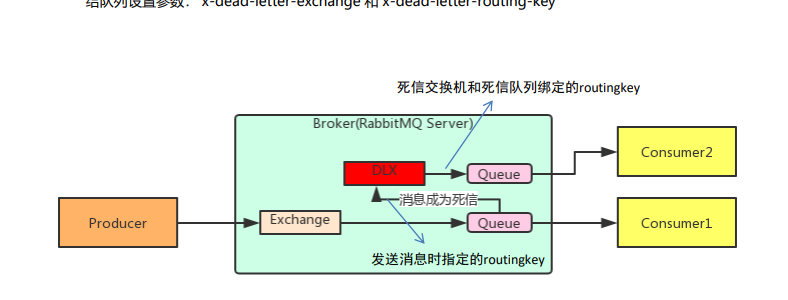 给队列设置参数： x-dead-letter-exchange 和 x-dead-letter-routing-key
死信交换机和死信队列绑定的routingkey
Broker(RabbitMQ Server)
DLX
Queue
Consumer2
消息成为死信
Producer
Exchange
Queue
Consumer1
发送消息时指定的routingkey